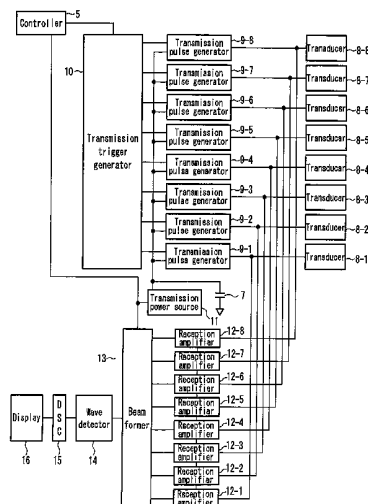 Controller
5
10
Transmission
trigger
generator
Transmission
pulse generator
9-8
Transducer
8-8
Transmission
pulse generator
9-7
Transducer
8-7
Transmission
pulse generator
9-6
Transducer
8-6
Transmission
pulse generator
9-5
Transducer
8-5
Transmission
pulse generator
9-4
Transducer
8-4
Transmission
pulse generator
9-3
Transducer
8-3
Transmission
pulse generator
9-2
Transducer
8-2
Transmission
pulse generator
9-1
Transducer
8-1
Transmission
power source
7
11
13
Beam
former
Reception
amplifier
12-8
Reception
amplifier
12-7
Reception
amplifier
12-6
Reception
amplifier
12-5
Reception
amplifier
12-4
Reception
amplifier
12-3
Reception
amplifier
12-2
Reception
amplifier
12-1
Display
16
DSC
15
Wave
detector
14